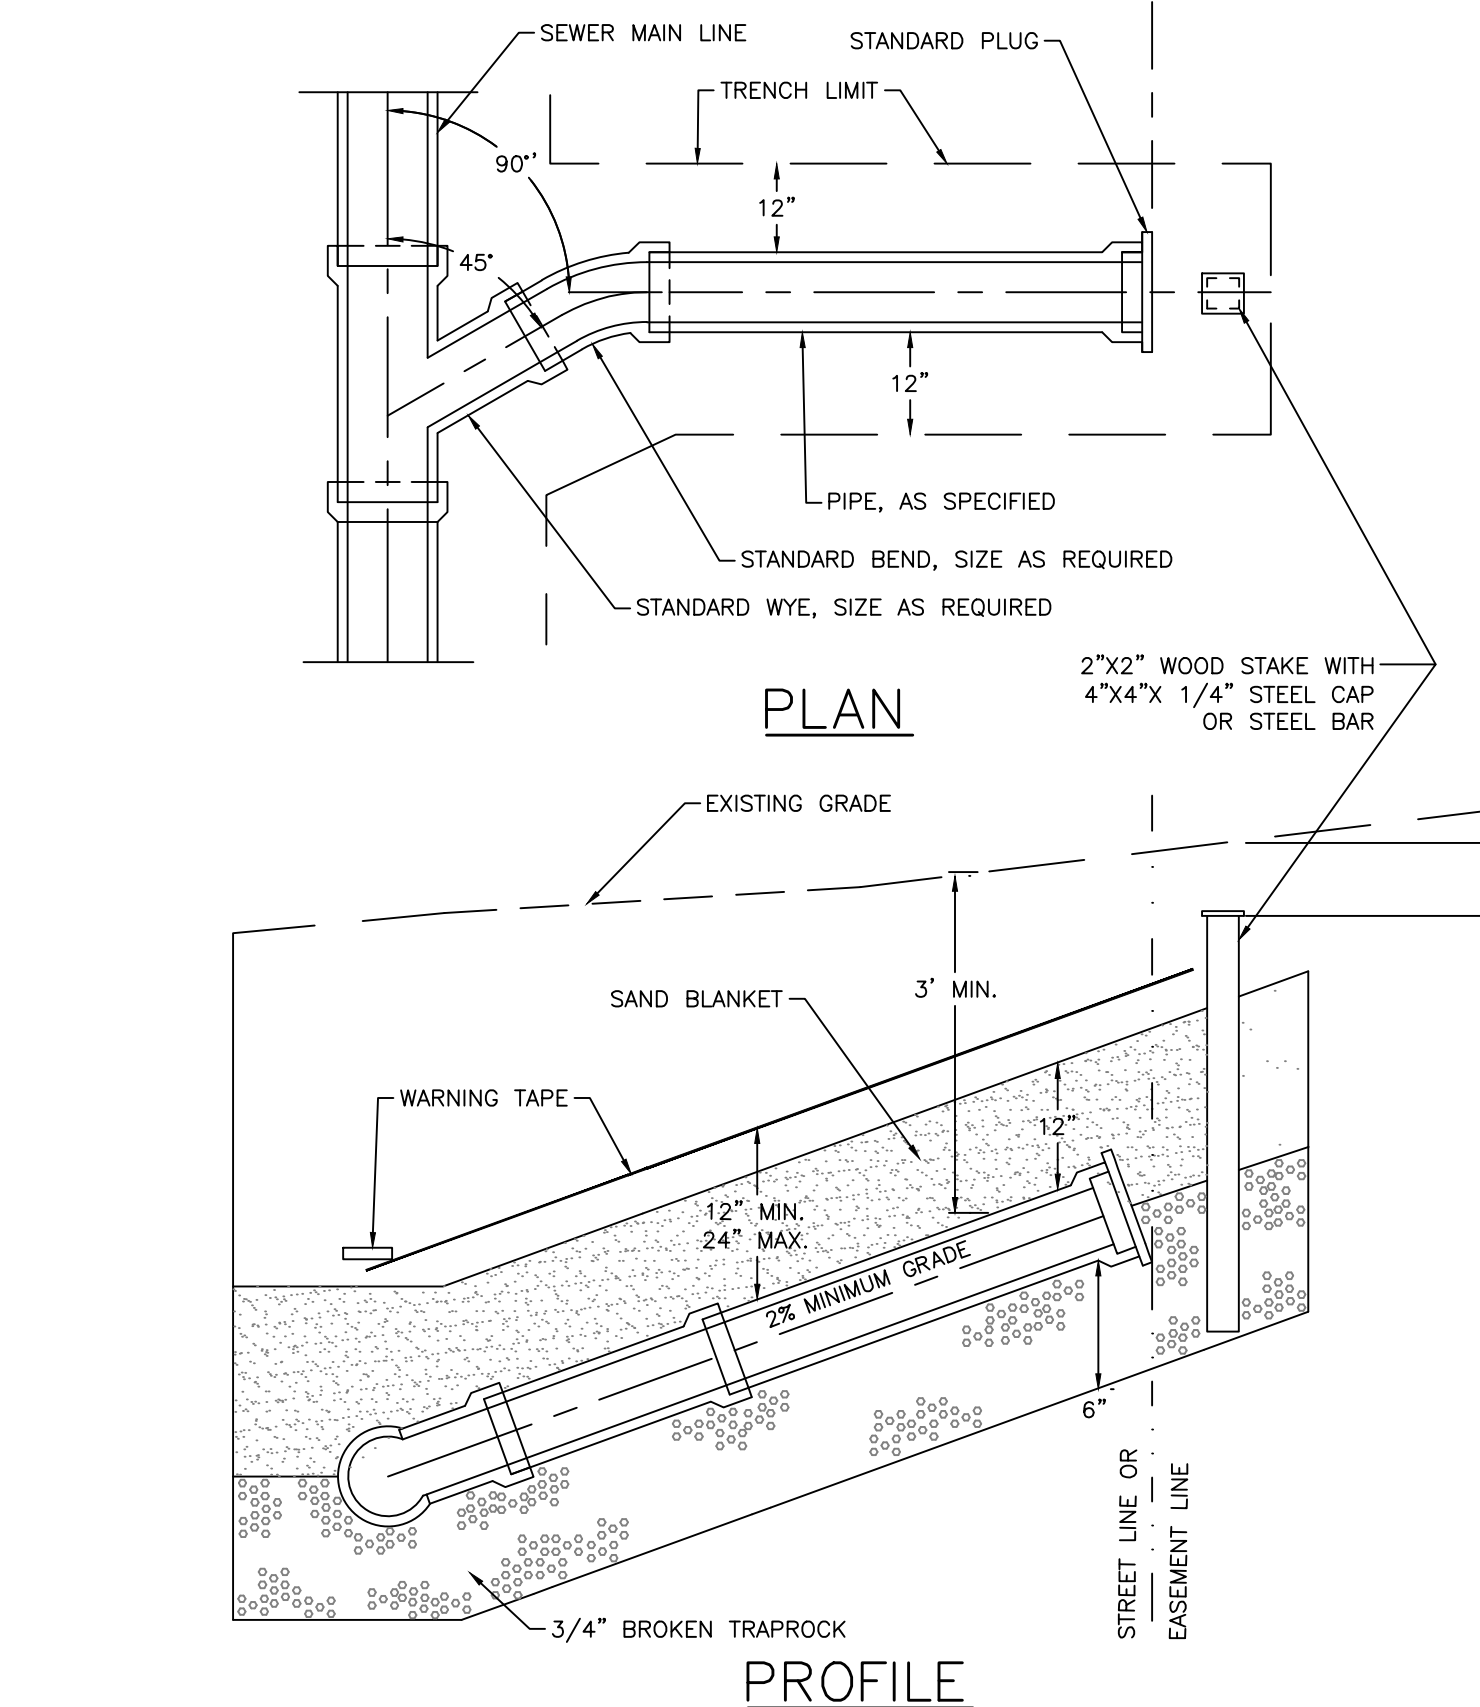 SEWER MAIN LINE
STANDARD PLUG
TRENCH LIMIT
90°'
12"
45°
12"
PIPE, AS SPECIFIED
STANDARD BEND, SIZE AS REQUIRED
STANDARD WYE, SIZE AS REQUIRED
2"X2" WOOD STAKE WITH
4"X4"X 1/4" STEEL CAP
OR STEEL BAR
PLAN
EXISTING GRADE
3' MIN.
SAND BLANKET
WARNING TAPE
12"
12" MIN.
24" MAX.
2% MINIMUM GRADE
6"
STREET LINE OR
EASEMENT LINE
3/4" BROKEN TRAPROCK
PROFILE